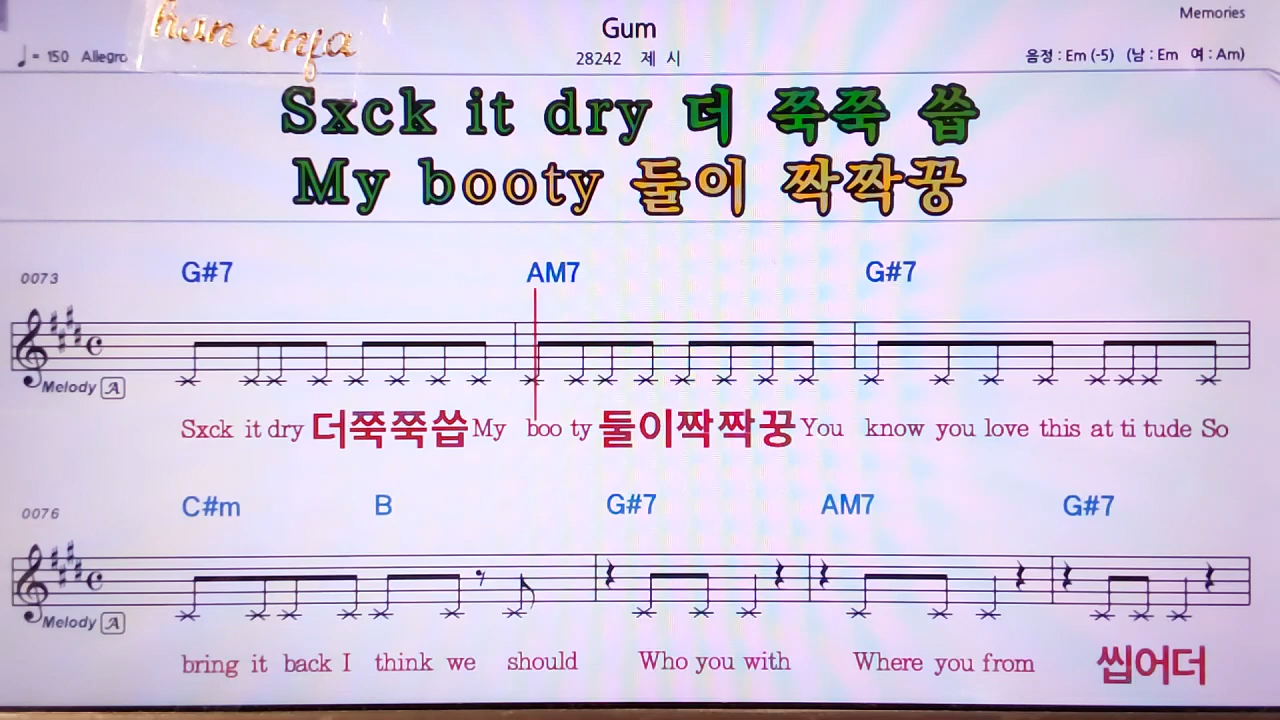 Memories
han unja
Gum
♩= 150 Allegro
28242 제 시
음정 : Em (-5) (남 : Em 여 : Am)
Sxck it dry 더 쭉쭉 씁
My booty 둘이 짝짝꿍
0073
G#7 AM7 G#7
Melody A
Sxck it dry 더쭉쭉씁 My boo ty 둘이짝짝꿍 You know you love this at ti tude So
0076
C#m B G#7 AM7 G#7
Melody A
bring it back I think we should Who you with Where you from 씹어더